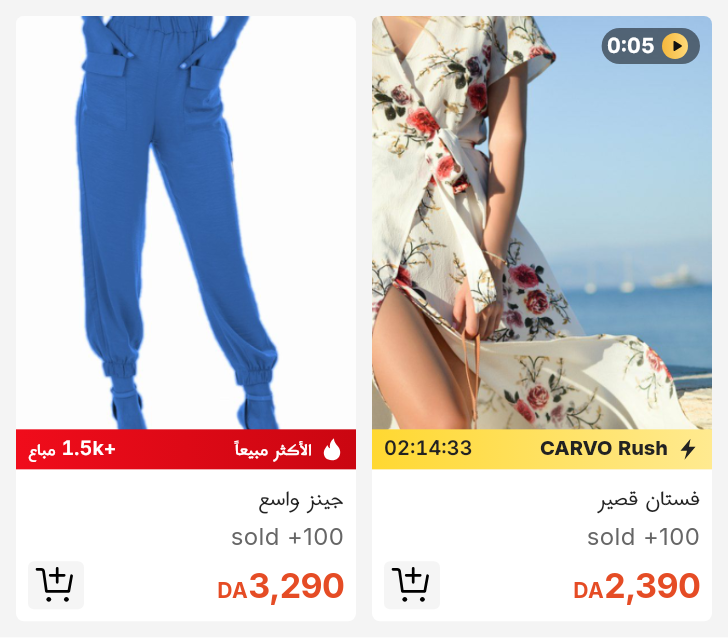 0:05
الأكثر مبيعاً
+1.5k مباع
CARVO Rush
02:14:33
جينز واسع
sold +100
DA3,290
فستان قصير
sold +100
DA2,390